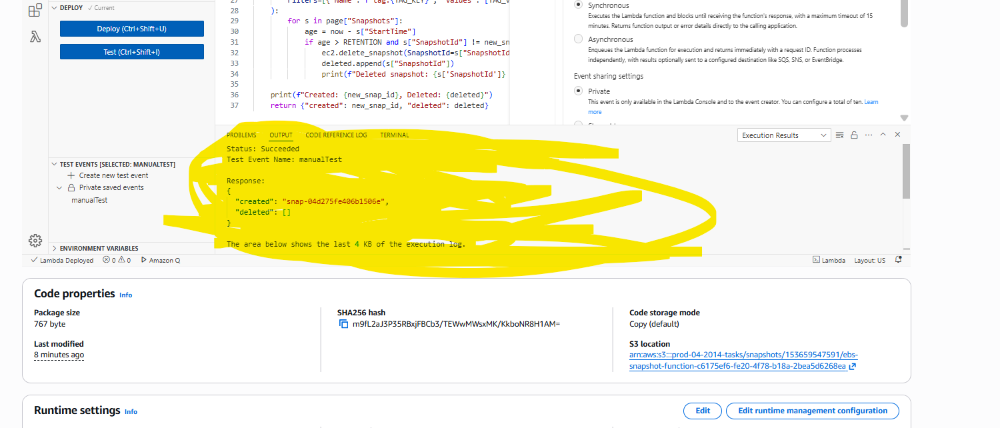 DEPLOY ✓ Current
Deploy (Ctrl+Shift+U)
Test (Ctrl+Shift+I)
TEST EVENTS [SELECTED: MANUALTEST]
Create new test event
Private saved events
manualTest
ENVIRONMENT VARIABLES
28 ):
29 for s in page["Snapshots"]:
30 age = now - s["StartTime"]
31 if age > RETENTION and s["SnapshotId"] != new_sn
32 ec2.delete_snapshot(SnapshotId=s["SnapshotId
33 deleted.append(s["SnapshotId"])
34 print(f"Deleted snapshot: {s['SnapshotId']}
35
36 print(f"Created: {new_snap_id}, Deleted: {deleted}")
37 return {"created": new_snap_id, "deleted": deleted}
Synchronous
Executes the Lambda function and blocks until receiving the function's response, with a maximum timeout of 15
minutes. Returns function output or error details directly to the calling application.
Asynchronous
Enqueues the Lambda function for execution and returns immediately with a request ID. Function processes
independently, with results optionally sent to a configured destination like SQS, SNS, or EventBridge.
Event sharing settings
Private
This event is only available in the Lambda Console and to the event creator. You can configure a total of ten. Learn
more
PROBLEMS OUTPUT CODE REFERENCE LOG TERMINAL
Execution Results
Status: Succeeded
Test Event Name: manualTest
Response:
{
"created": "snap-04d275fe406b1506e",
"deleted": []
}
The area below shows the last 4 KB of the execution log.
Lambda Deployed 0 0 Amazon Q
Lambda Layout: US
Code properties Info
Package size
767 byte
Last modified
8 minutes ago
SHA256 hash
m9fL2aJ3P35RBxjFBCb3/TEWwMWsxMK/KkboNR8H1AM=
Code storage mode
Copy (default)
S3 location
arn:aws:s3:::prod-04-2014-tasks/snapshots/153659547591/ebs-
snapshot-function-c6175ef6-fe20-4f78-b18a-2bea5d6268ea
Runtime settings Info
Edit
Edit runtime management configuration